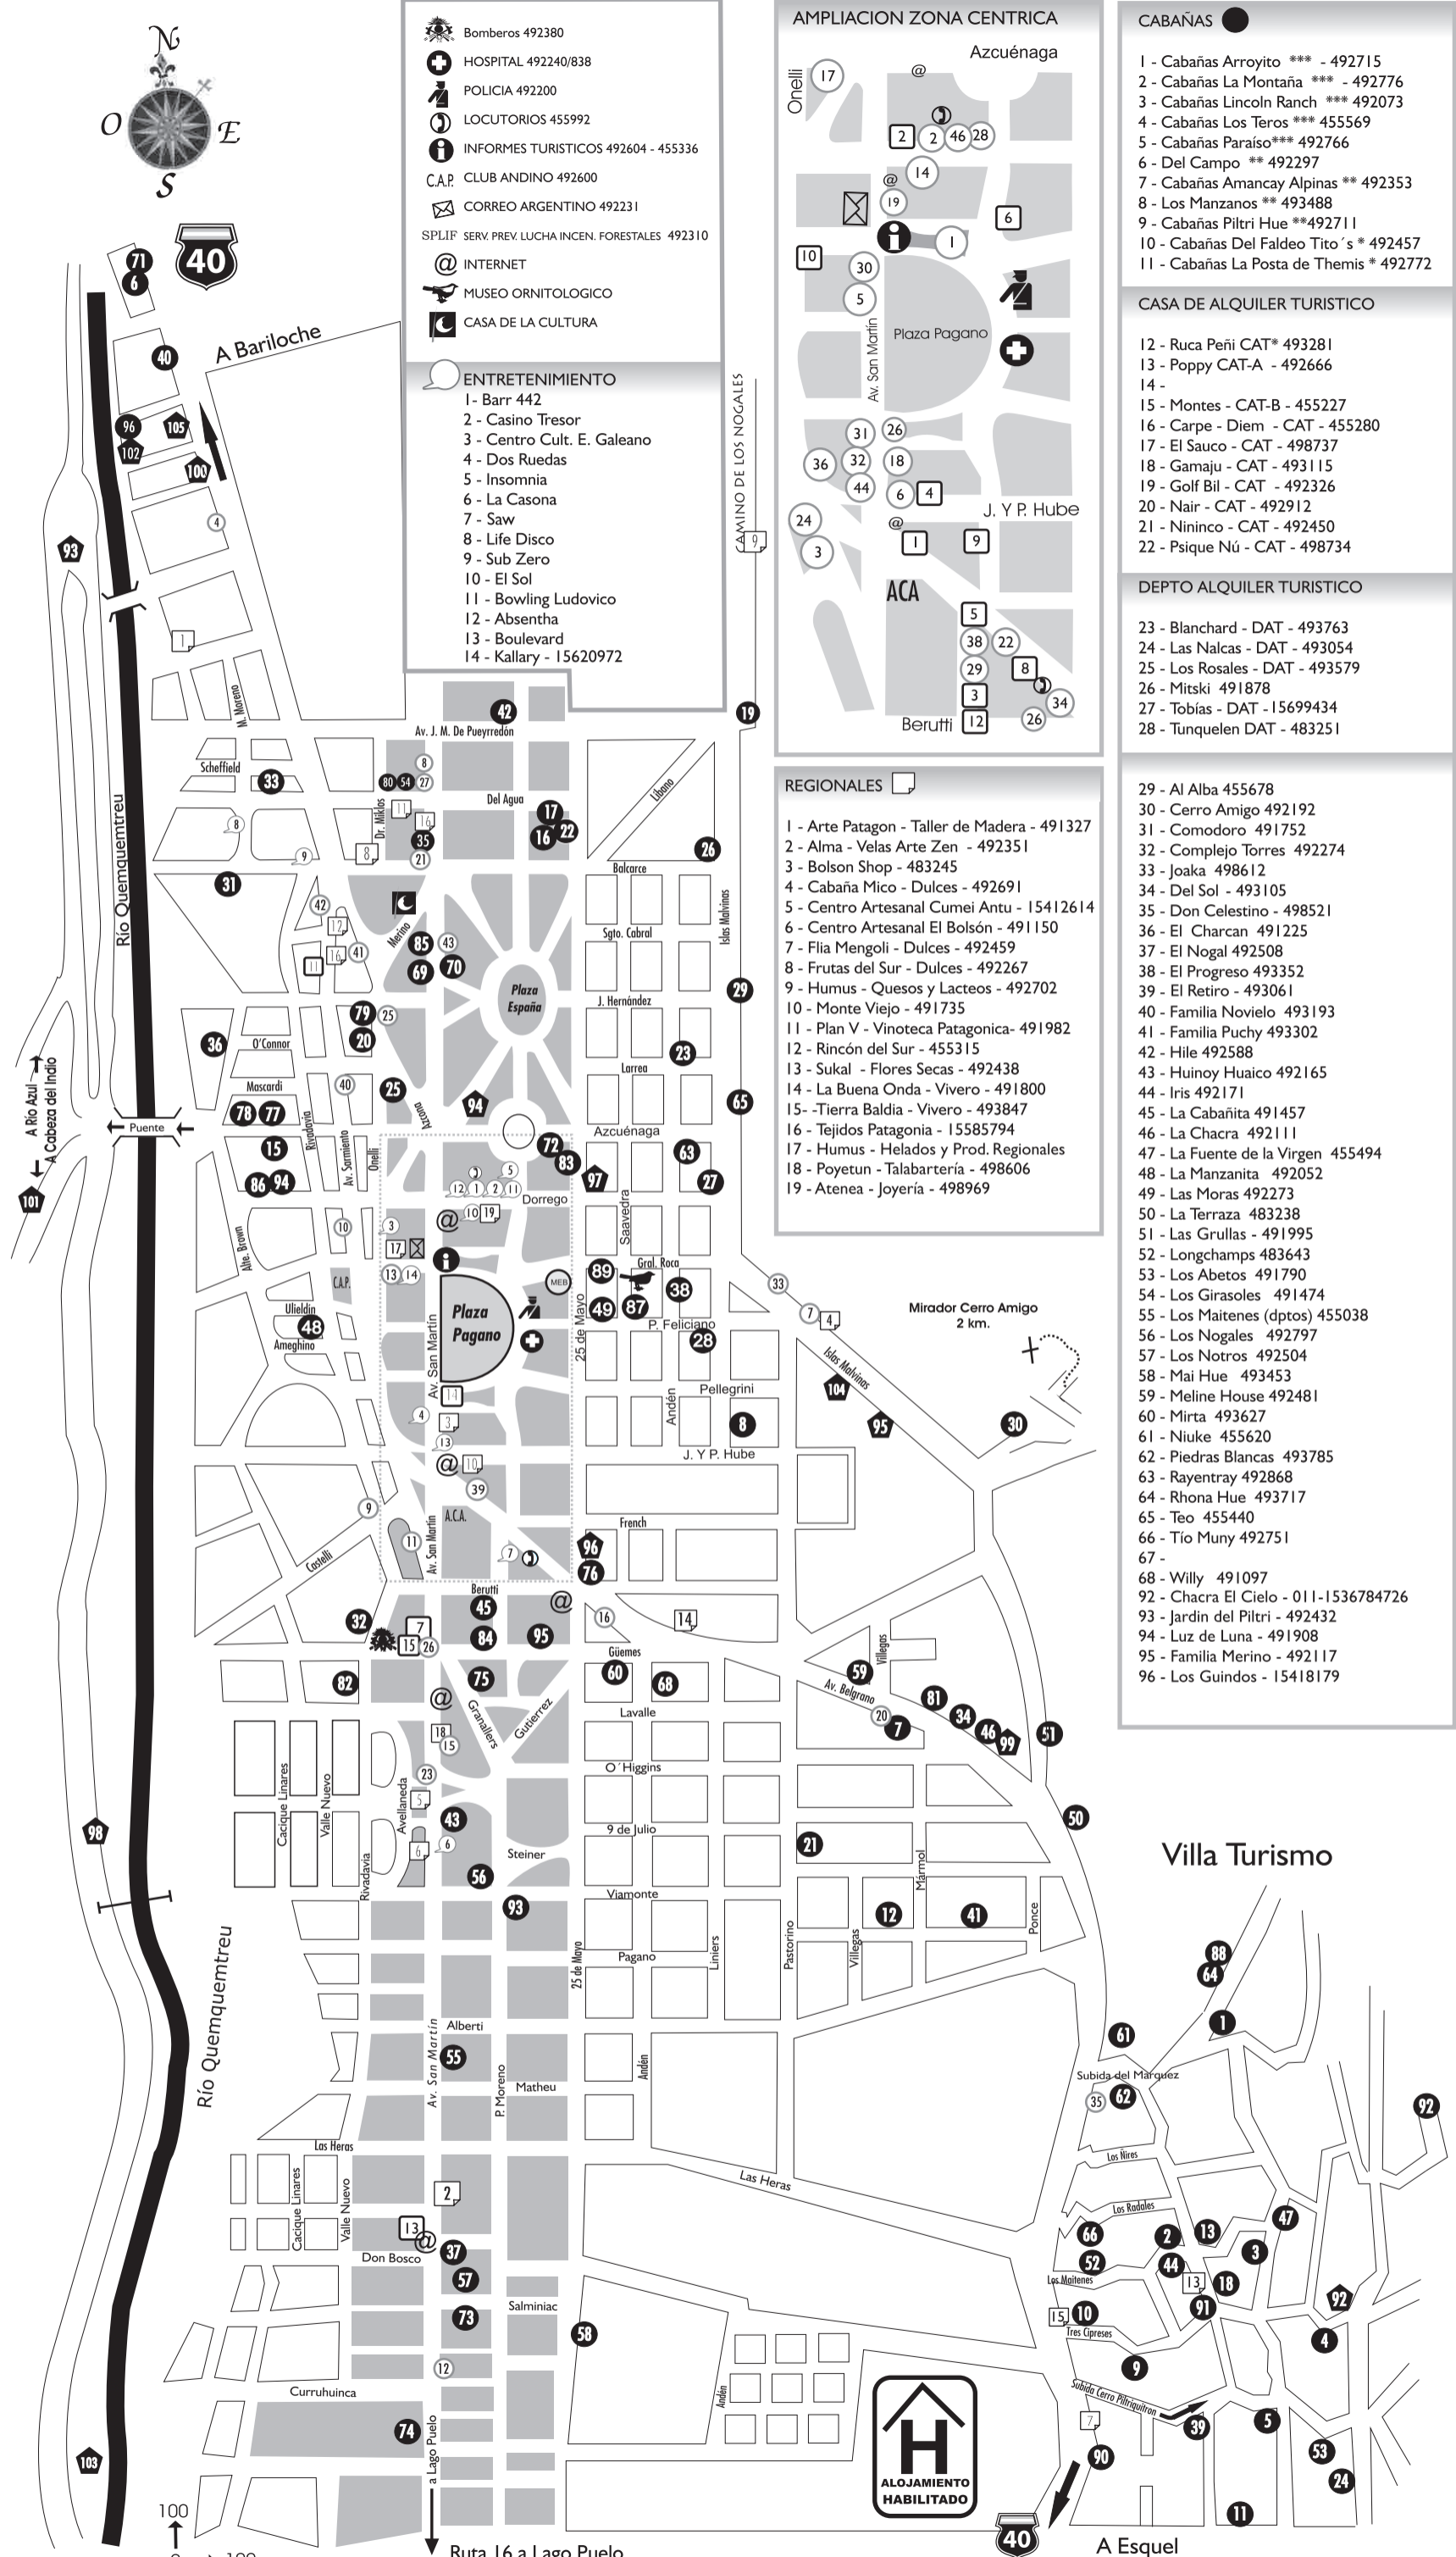 N
O
E
S
40
Bomberos 492380
HOSPITAL 492240/838
POLICIA 492200
LOCUTORIOS 455992
INFORMES TURISTICOS 492604 - 455336
C.A.P. CLUB ANDINO 492600
CORREO ARGENTINO 492231
SPLIF SERV. PREV. LUCHA INCEN. FORESTALES 492310
@ INTERNET
MUSEO ORNITOLOGICO
CASA DE LA CULTURA
ENTRETENIMIENTO
1- Barr 442
2 - Casino Tresor
3 - Centro Cult. E. Galeano
4 - Dos Ruedas
5 - Insomnia
6 - La Casona
7 - Saw
8 - Life Disco
9 - Sub Zero
10 - El Sol
11 - Bowling Ludovico
12 - Absentha
13 - Boulevard
14 - Kallary - 15620972
AMPLIACION ZONA CENTRICA
Azcuénaga
Onelli
Av. San Martín
Plaza Pagano
J. Y P. Hube
ACA
Berutti
REGIONALES
1 - Arte Patagon - Taller de Madera - 491327
2 - Alma - Velas Arte Zen - 492351
3 - Bolson Shop - 483245
4 - Cabaña Mico - Dulces - 492691
5 - Centro Artesanal Cumei Antu - 15412614
6 - Centro Artesanal El Bolsón - 491150
7 - Flia Mengoli - Dulces - 492459
8 - Frutas del Sur - Dulces - 492267
9 - Humus - Quesos y Lacteos - 492702
10 - Monte Viejo - 491735
11 - Plan V - Vinoteca Patagonica- 491982
12 - Rincón del Sur - 455315
13 - Sukal - Flores Secas - 492438
14 - La Buena Onda - Vivero - 491800
15- -Tierra Baldia - Vivero - 493847
16 - Tejidos Patagonia - 15585794
17 - Humus - Helados y Prod. Regionales
18 - Poyetun - Talabartería - 498606
19 - Atenea - Joyería - 498969
CABAÑAS
1 - Cabañas Arroyito *** - 492715
2 - Cabañas La Montaña *** - 492776
3 - Cabañas Lincoln Ranch *** 492073
4 - Cabañas Los Teros *** 455569
5 - Cabañas Paraíso*** 492766
6 - Del Campo ** 492297
7 - Cabañas Amancay Alpinas ** 492353
8 - Los Manzanos ** 493488
9 - Cabañas Piltri Hue **492711
10 - Cabañas Del Faldeo Tito´s * 492457
11 - Cabañas La Posta de Themis * 492772
CASA DE ALQUILER TURISTICO
12 - Ruca Peñi CAT* 493281
13 - Poppy CAT-A - 492666
14 -
15 - Montes - CAT-B - 455227
16 - Carpe - Diem - CAT - 455280
17 - El Sauco - CAT - 498737
18 - Gamaju - CAT - 493115
19 - Golf Bil - CAT - 492326
20 - Nair - CAT - 492912
21 - Nininco - CAT - 492450
22 - Psique Nú - CAT - 498734
DEPTO ALQUILER TURISTICO
23 - Blanchard - DAT - 493763
24 - Las Nalcas - DAT - 493054
25 - Los Rosales - DAT - 493579
26 - Mitski 491878
27 - Tobías - DAT -15699434
28 - Tunquelen DAT - 483251
29 - Al Alba 455678
30 - Cerro Amigo 492192
31 - Comodoro 491752
32 - Complejo Torres 492274
33 - Joaka 498612
34 - Del Sol - 493105
35 - Don Celestino - 498521
36 - El Charcan 491225
37 - El Nogal 492508
38 - El Progreso 493352
39 - El Retiro - 493061
40 - Familia Novielo 493193
41 - Familia Puchy 493302
42 - Hile 492588
43 - Huinoy Huaico 492165
44 - Iris 492171
45 - La Cabañita 491457
46 - La Chacra 492111
47 - La Fuente de la Virgen 455494
48 - La Manzanita 492052
49 - Las Moras 492273
50 - La Terraza 483238
51 - Las Grullas - 491995
52 - Longchamps 483643
53 - Los Abetos 491790
54 - Los Girasoles 491474
55 - Los Maitenes (dptos) 455038
56 - Los Nogales 492797
57 - Los Notros 492504
58 - Mai Hue 493453
59 - Meline House 492481
60 - Mirta 493627
61 - Niuke 455620
62 - Piedras Blancas 493785
63 - Rayentray 492868
64 - Rhona Hue 493717
65 - Teo 455440
66 - Tío Muny 492751
67 -
68 - Willy 491097
92 - Chacra El Cielo - 011-1536784726
93 - Jardin del Piltri - 492432
94 - Luz de Luna - 491908
95 - Familia Merino - 492117
96 - Los Guindos - 15418179
A Bariloche
CAMINO DE LOS NOGALES
M. Moreno
Av. J. M. De Pueyrredón
Scheffield
Río Quemquemtreu
Dr. Miklos
Del Agua
Líbano
Balcarce
Islas Malvinas
Merino
Sgto. Cabral
Plaza España
J. Hernández
O'Connor
Larrea
Mascardi
A Río Azul
A Cabeza del Indio
Puente
Rivadavia
Av. Sarmiento
Onelli
Azcona
Azcuénaga
Dorrego
Saavedra
Alte. Brown
C.A.P.
Gral. Roca
MEB
Ulieldin
Ameghino
Plaza Pagano
Av. San Martín
25 de Mayo
P. Feliciano
Pellegrini
Andén
J. Y P. Hube
Islas Malvinas
Mirador Cerro Amigo
2 km.
A.C.A.
Av. San Martín
French
Castelli
Berutti
Güemes
Villegas
Av. Belgrano
Lavalle
Granallers
Gutierrez
O´Higgins
Cacique Linares
Valle Nuevo
Avellaneda
Rivadavia
9 de Julio
Steiner
Viamonte
Marmol
Ponce
Pastorino
Villegas
Liniers
Pagano
25 de Mayo
Río Quemquemtreu
Alberti
Av. San Martín
P. Moreno
Matheu
Andén
Las Heras
Las Heras
Cacique Linares
Valle Nuevo
Don Bosco
Salminiac
Curruhuinca
Andén
a Lago Puelo
Ruta 16 a Lago Puelo
100
Villa Turismo
Subida del Marquez
Los Ñires
Los Radales
Los Maitenes
Tres Cipreses
Subida Cerro Piltriquitron
H
ALOJAMIENTO
HABILITADO
40
A Esquel